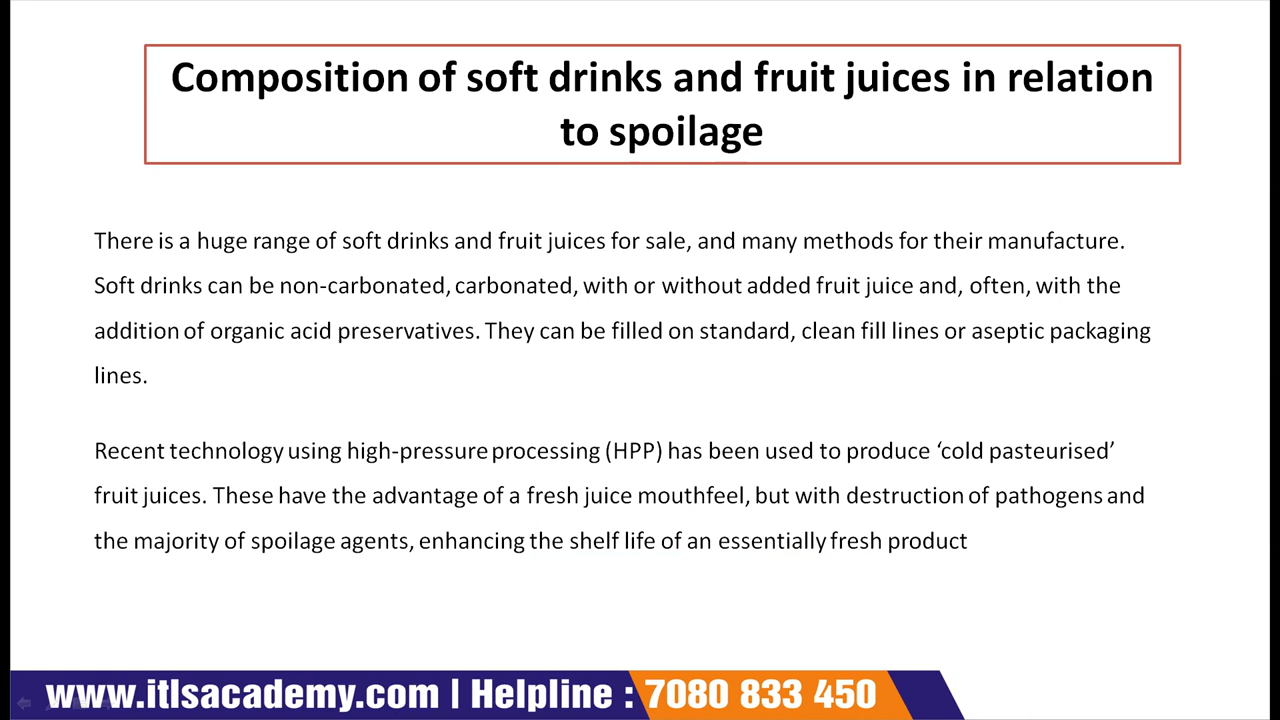 Composition of soft drinks and fruit juices in relation
to spoilage
There is a huge range of soft drinks and fruit juices for sale, and many methods for their manufacture.
Soft drinks can be non-carbonated, carbonated, with or without added fruit juice and, often, with the
addition of organic acid preservatives. They can be filled on standard, clean fill lines or aseptic packaging
lines.
Recent technology using high-pressure processing (HPP) has been used to produce ‘cold pasteurised’
fruit juices. These have the advantage of a fresh juice mouthfeel, but with destruction of pathogens and
the majority of spoilage agents, enhancing the shelf life of an essentially fresh product
www.itlsacademy.com | Helpline : 7080 833 450